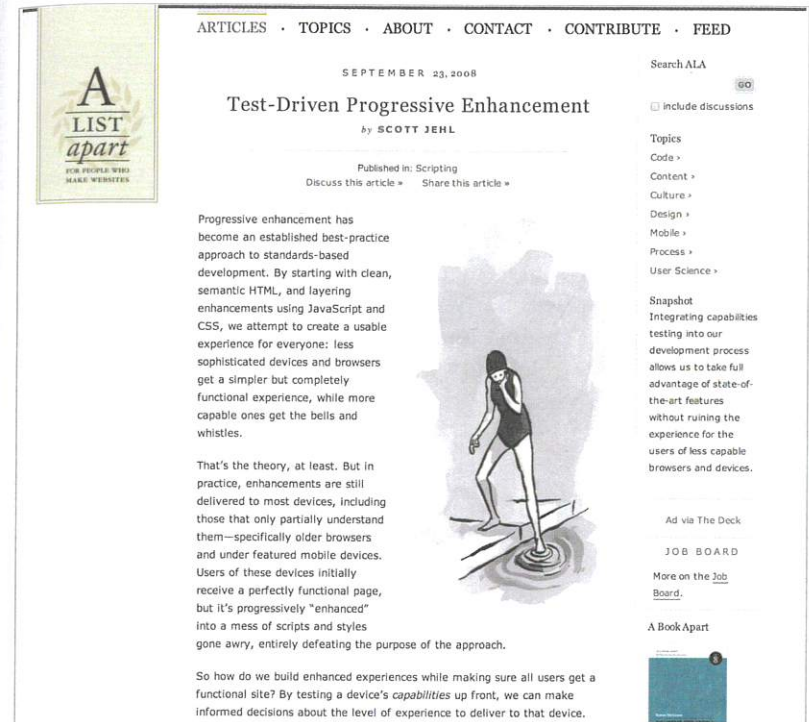 ARTICLES · TOPICS · ABOUT · CONTACT · CONTRIBUTE · FEED
A
LIST
apart
FOR PEOPLE WHO
MAKE WEBSITES
SEPTEMBER 23, 2008
Test-Driven Progressive Enhancement
by SCOTT JEHL
Published in: Scripting
Discuss this article » Share this article »
Progressive enhancement has
become an established best-practice
approach to standards-based
development. By starting with clean,
semantic HTML, and layering
enhancements using JavaScript and
CSS, we attempt to create a usable
experience for everyone: less
sophisticated devices and browsers
get a simpler but completely
functional experience, while more
capable ones get the bells and
whistles.
That's the theory, at least. But in
practice, enhancements are still
delivered to most devices, including
those that only partially understand
them—specifically older browsers
and under featured mobile devices.
Users of these devices initially
receive a perfectly functional page,
but it's progressively "enhanced"
into a mess of scripts and styles
gone awry, entirely defeating the purpose of the approach.
So how do we build enhanced experiences while making sure all users get a
functional site? By testing a device's capabilities up front, we can make
informed decisions about the level of experience to deliver to that device.
Search ALA
GO
include discussions
Topics
Code ›
Content ›
Culture ›
Design ›
Mobile ›
Process ›
User Science ›
Snapshot
Integrating capabilities
testing into our
development process
allows us to take full
advantage of state-of-
the-art features
without ruining the
experience for the
users of less capable
browsers and devices.
Ad via The Deck
JOB BOARD
More on the Job
Board.
A Book Apart